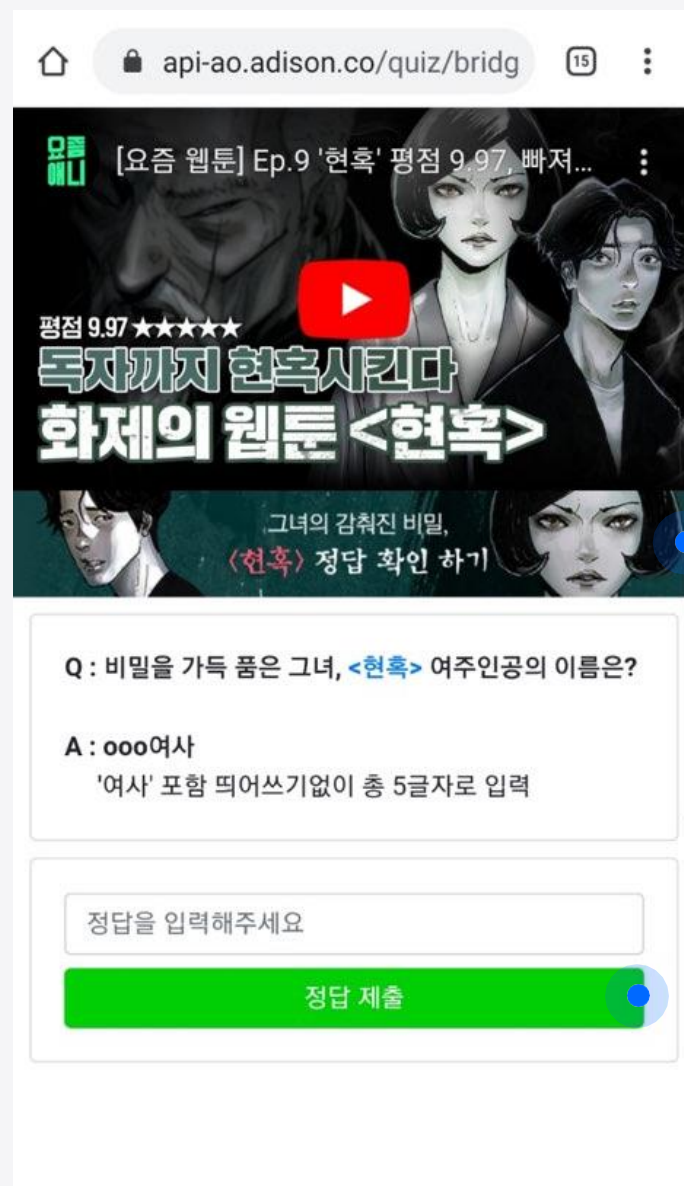 api-ao.adison.co/quiz/bridg
15
요즘
애니
[요즘 웹툰] Ep.9 '현혹' 평점 9.97, 빠져...
평점 9.97 ★★★★★
독자까지 현혹시킨다
화제의 웹툰 <현혹>
그녀의 감춰진 비밀,
<현혹> 정답 확인 하기
Q : 비밀을 가득 품은 그녀, <현혹> 여주인공의 이름은?
A : ooo여사
'여사' 포함 띄어쓰기없이 총 5글자로 입력
정답을 입력해주세요
정답 제출